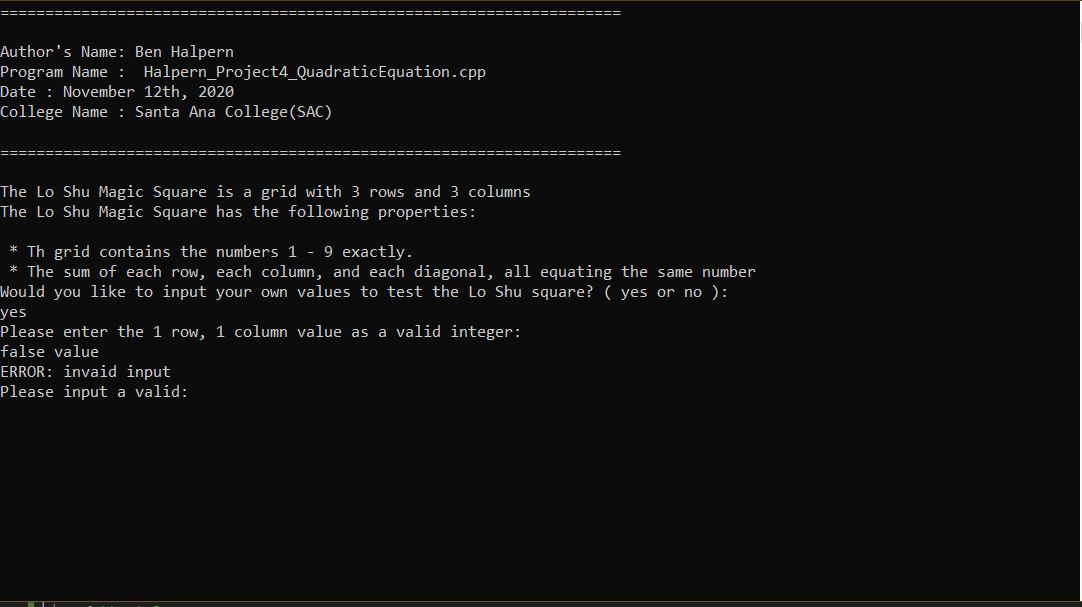 =====================================================================
Author's Name: Ben Halpern
Program Name :  Halpern_Project4_QuadraticEquation.cpp
Date : November 12th, 2020
College Name : Santa Ana College(SAC)
=====================================================================
The Lo Shu Magic Square is a grid with 3 rows and 3 columns
The Lo Shu Magic Square has the following properties:
 * Th grid contains the numbers 1 - 9 exactly.
 * The sum of each row, each column, and each diagonal, all equating the same number
Would you like to input your own values to test the Lo Shu square? ( yes or no ):
yes
Please enter the 1 row, 1 column value as a valid integer:
false value
ERROR: invaid input
Please input a valid: